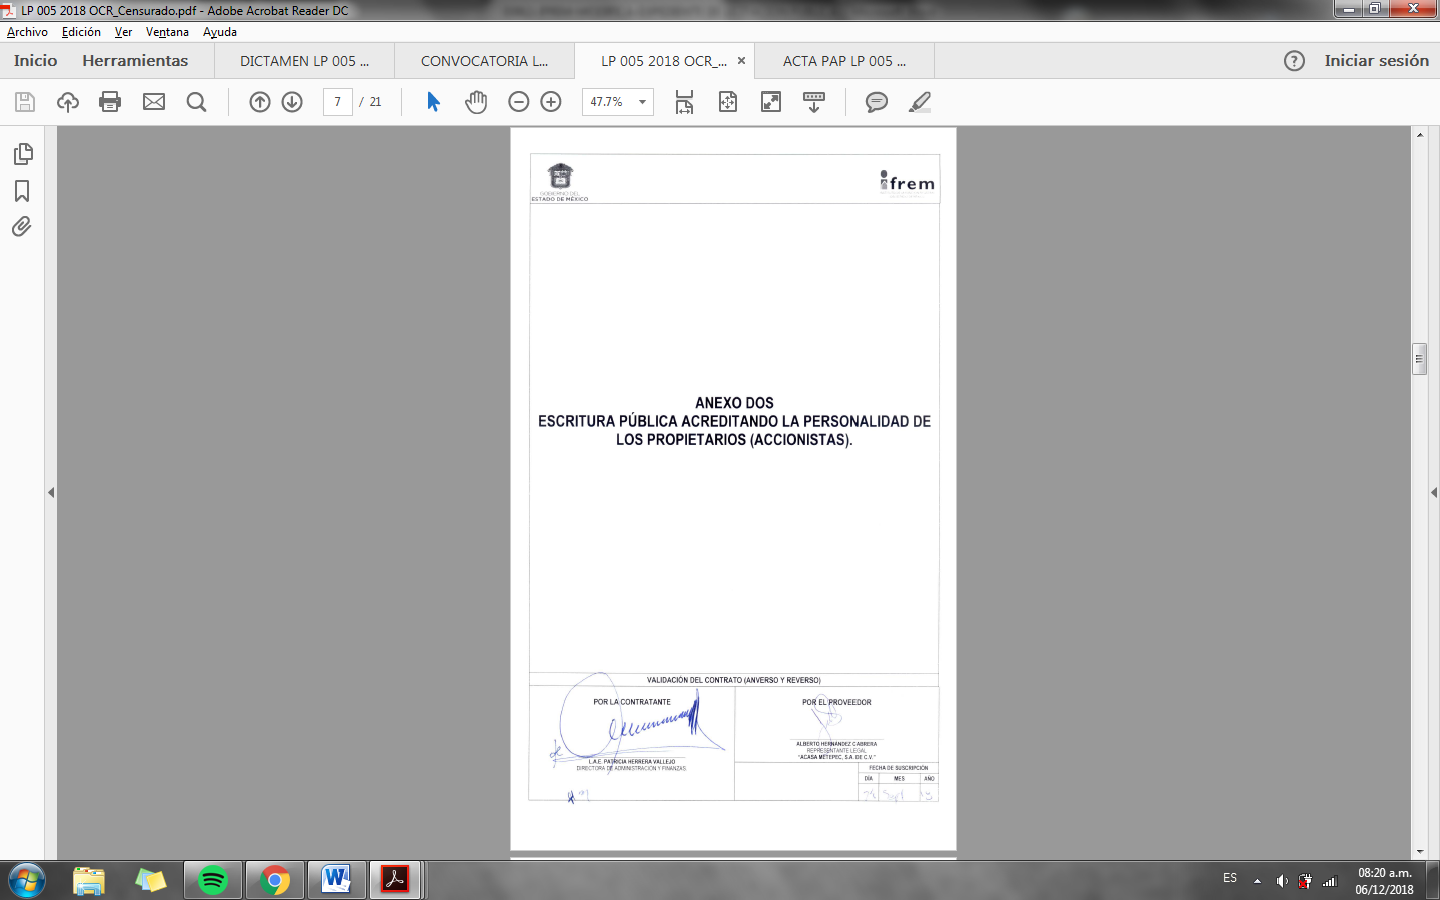 LP 005 2018 OCR_Censurado.pdf - Adobe Acrobat Reader DC
Archivo Edición Ver Ventana Ayuda
Inicio Herramientas DICTAMEN LP 005 ... CONVOCATORIA L... LP 005 2018 OCR_... × ACTA PAP LP 005 ... Iniciar sesión
7 / 21 47.7%
GOBIERNO DEL
ESTADO DE MÉXICO
ifrem
ANEXO DOS
ESCRITURA PÚBLICA ACREDITANDO LA PERSONALIDAD DE
LOS PROPIETARIOS (ACCIONISTAS).
VALIDACIÓN DEL CONTRATO (ANVERSO Y REVERSO)
POR LA CONTRATANTE
L.A.E. PATRICIA HERRERA VALLEJO
DIRECTORA DE ADMINISTRACIÓN Y FINANZAS
POR EL PROVEEDOR
ALBERTO HERNÁNDEZ CABRERA
REPRESENTANTE LEGAL
"ACASA METEPEC, S.A. DE C.V."
FECHA DE SUSCRIPCIÓN
DÍA MES AÑO
ES
08:20 a.m.
06/12/2018